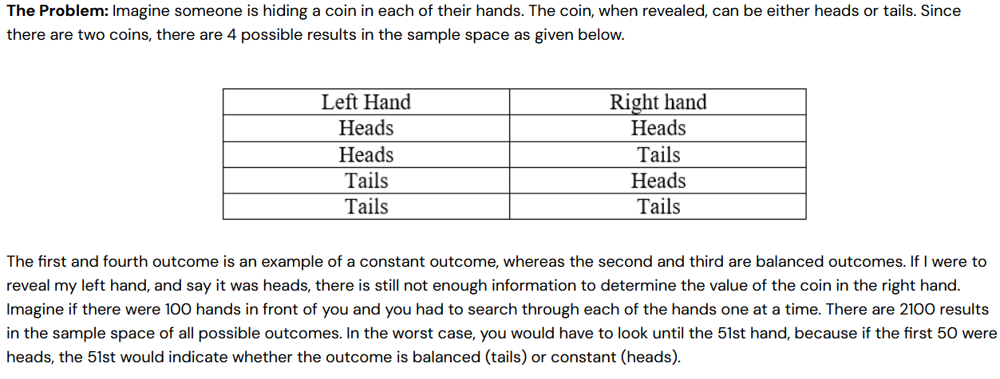 The Problem: Imagine someone is hiding a coin in each of their hands. The coin, when revealed, can be either heads or tails. Since
there are two coins, there are 4 possible results in the sample space as given below.
Left Hand Right hand
Heads Heads
Heads Tails
Tails Heads
Tails Tails
The first and fourth outcome is an example of a constant outcome, whereas the second and third are balanced outcomes. If I were to
reveal my left hand, and say it was heads, there is still not enough information to determine the value of the coin in the right hand.
Imagine if there were 100 hands in front of you and you had to search through each of the hands one at a time. There are 2100 results
in the sample space of all possible outcomes. In the worst case, you would have to look until the 51st hand, because if the first 50 were
heads, the 51st would indicate whether the outcome is balanced (tails) or constant (heads).